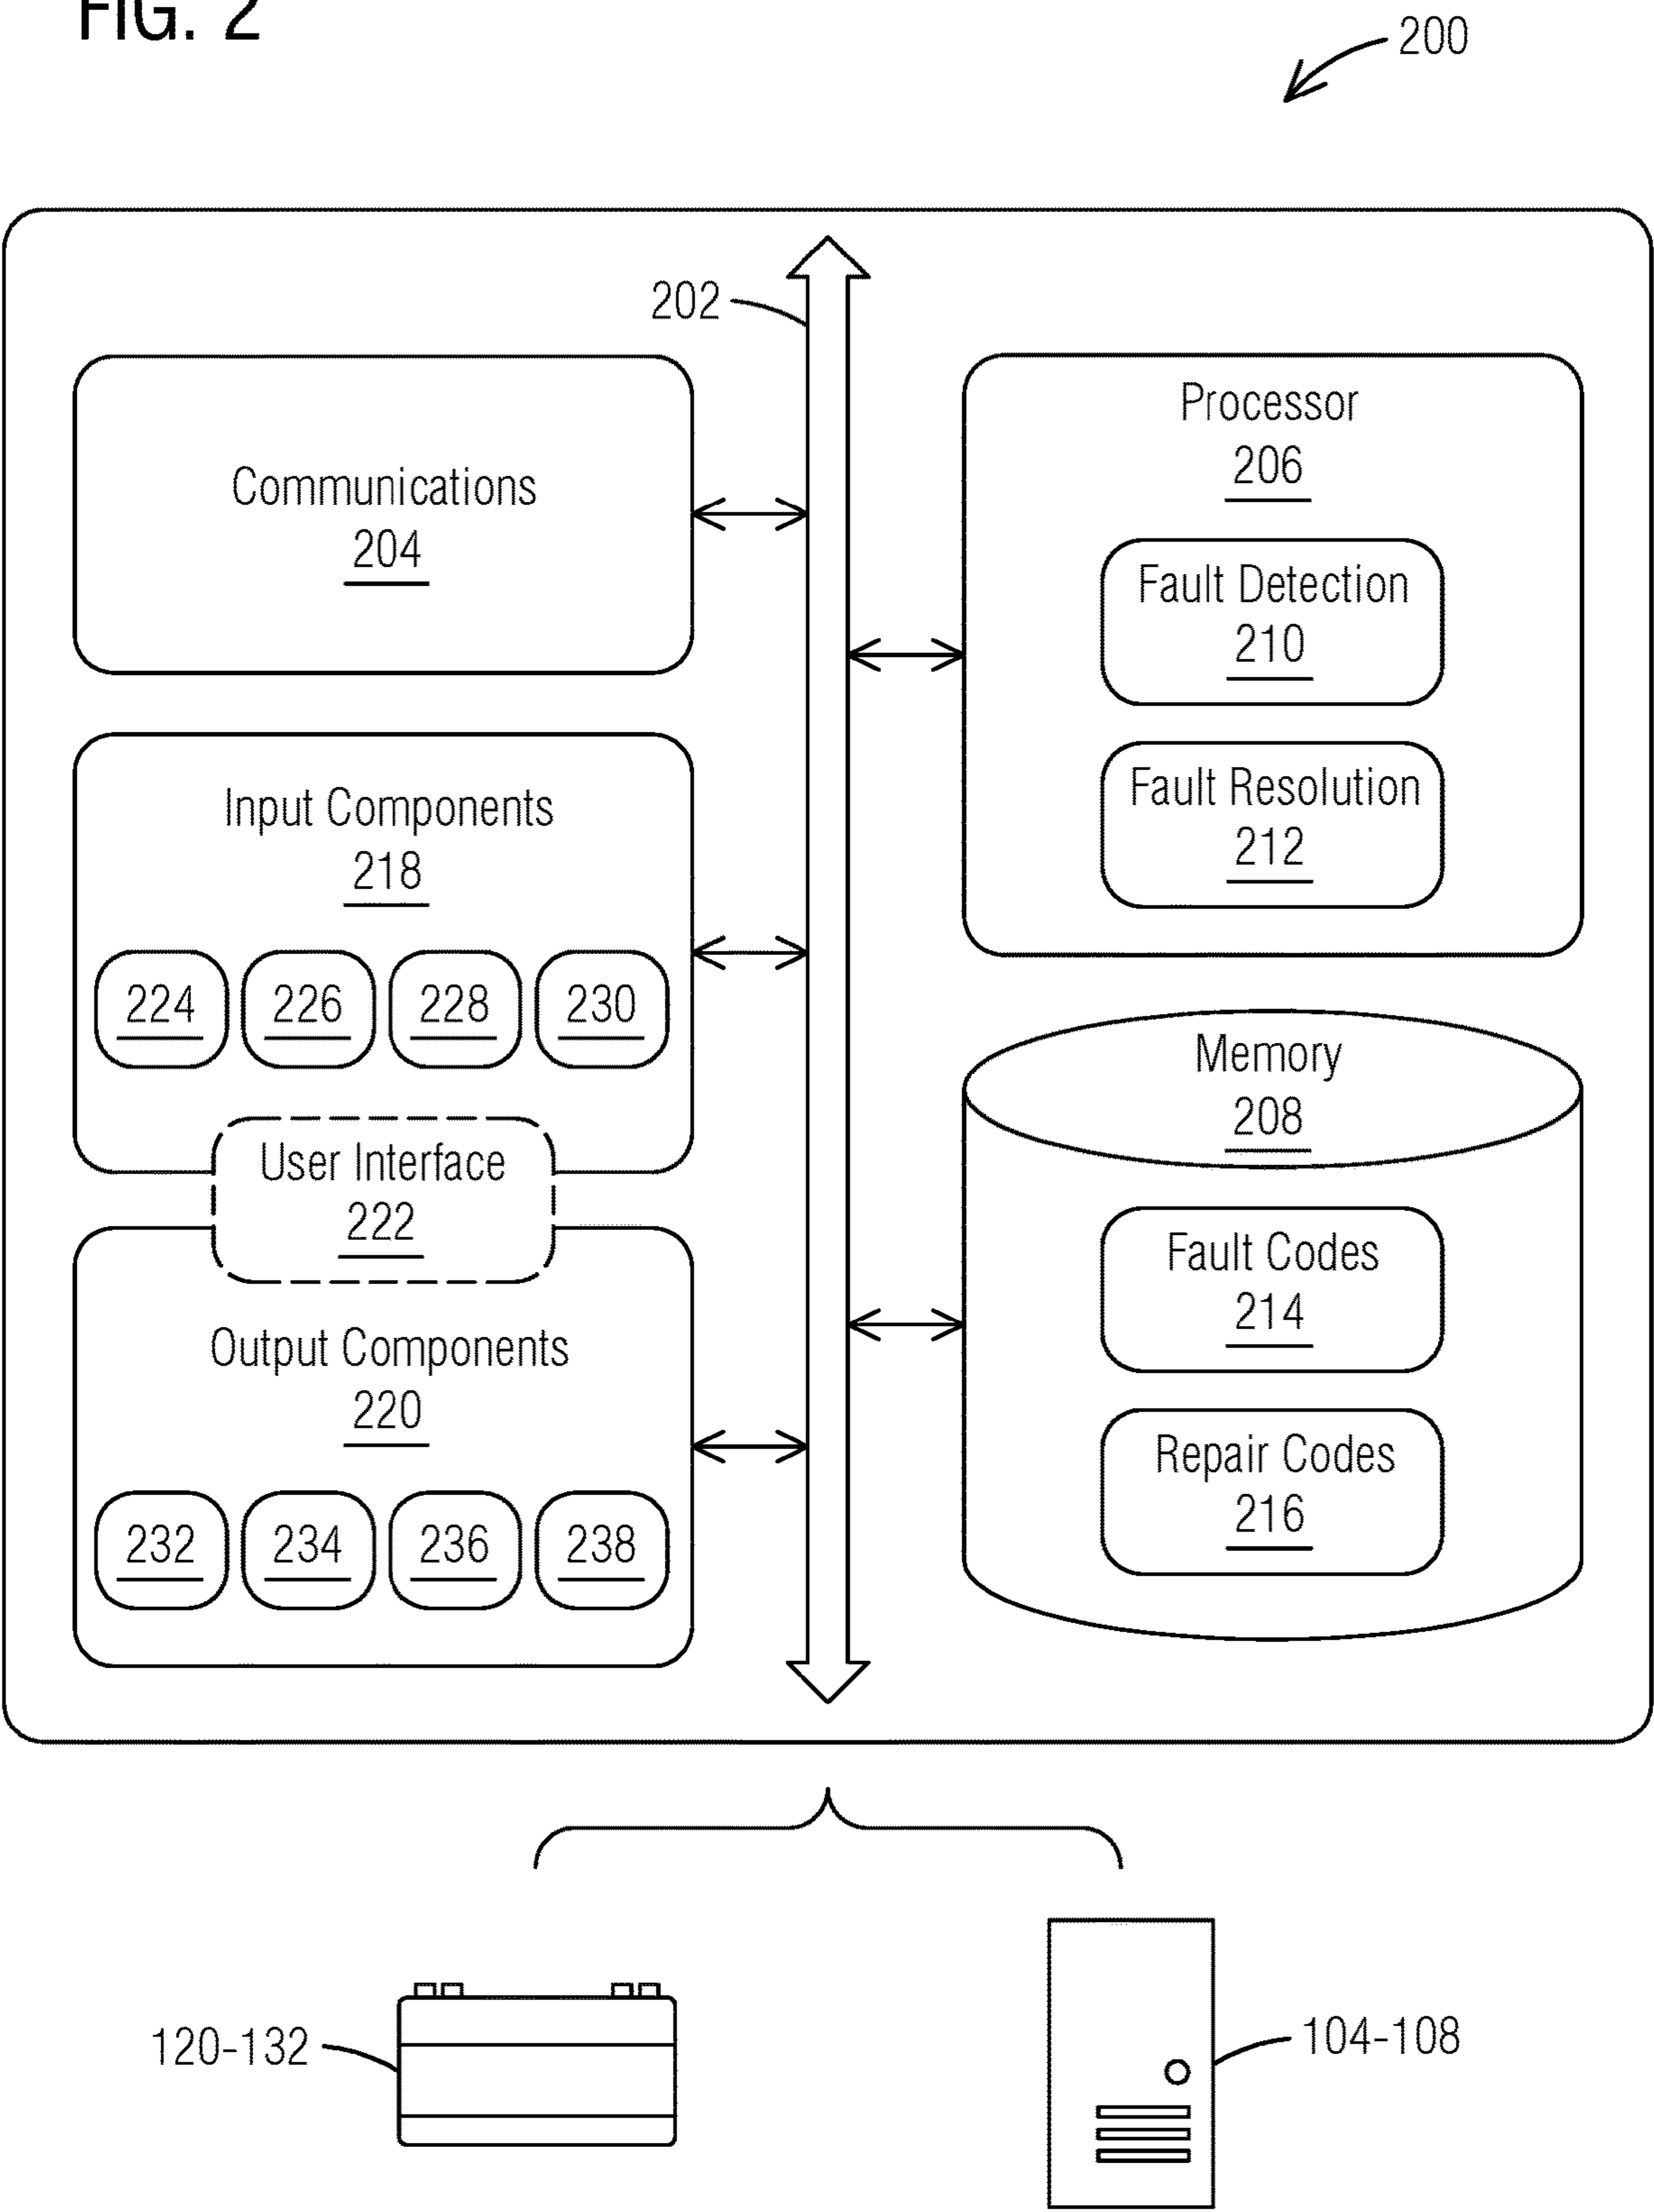 FIG. 2
200
202
Communications
204
Processor
206
Fault Detection
210
Fault Resolution
212
Input Components
218
224 226 228 230
User Interface
222
Output Components
220
232 234 236 238
Memory
208
Fault Codes
214
Repair Codes
216
120-132
104-108